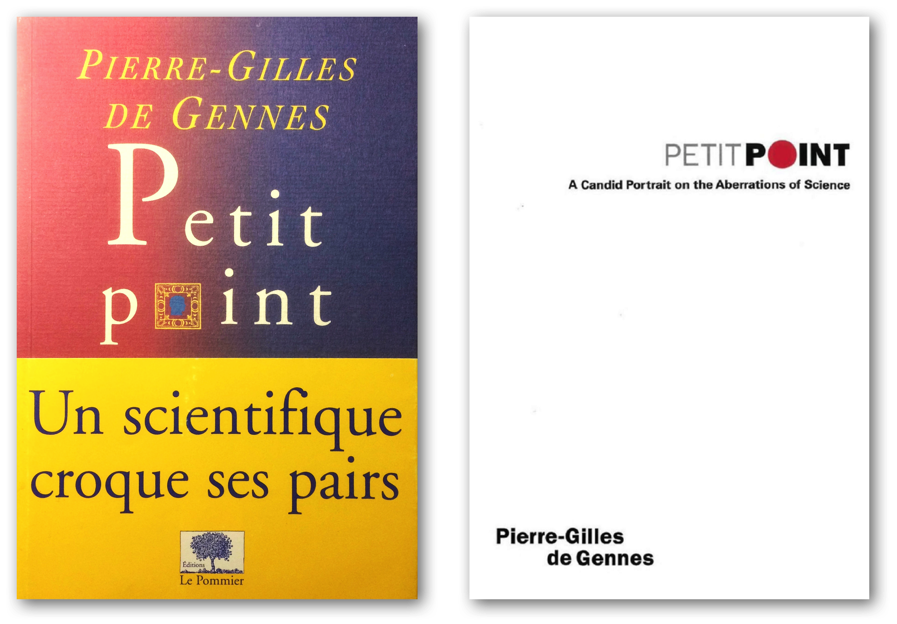 PIERRE-GILLES
DE GENNES
Petit
point
Un scientifique
croque ses pairs
Éditions
Le Pommier
PETITPOINT
A Candid Portrait on the Aberrations of Science
Pierre-Gilles
de Gennes